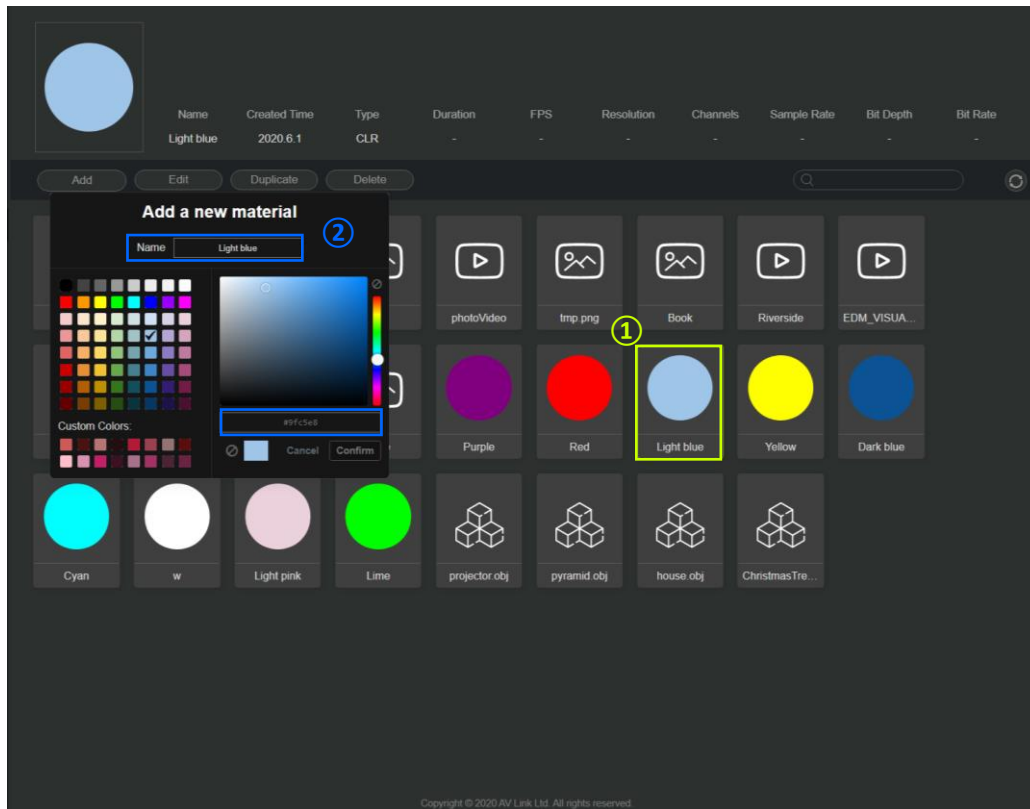 Name Created Time Type Duration FPS Resolution Channels Sample Rate Bit Depth Bit Rate
Light blue 2020.6.1 CLR - - - - - - -
Add Edit Duplicate Delete
Add a new material
②
Name Light blue
photoVideo tmp.png Book Riverside EDM_VISUA...
①
#9fc5e8
Custom Colors:
Cancel Confirm
Purple Red Light blue Yellow Dark blue
Cyan w Light pink Lime projector.obj pyramid.obj house.obj ChristmasTre...
Copyright © 2020 AV Link Ltd. All rights reserved.